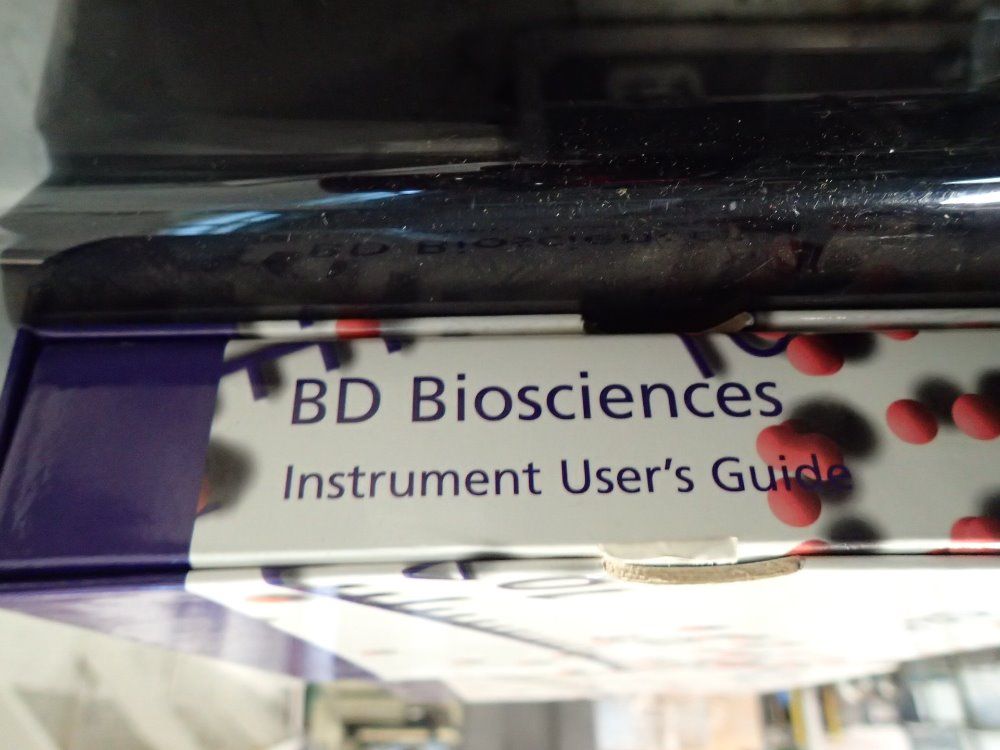 BD Biosciences
Instrument User's Guide